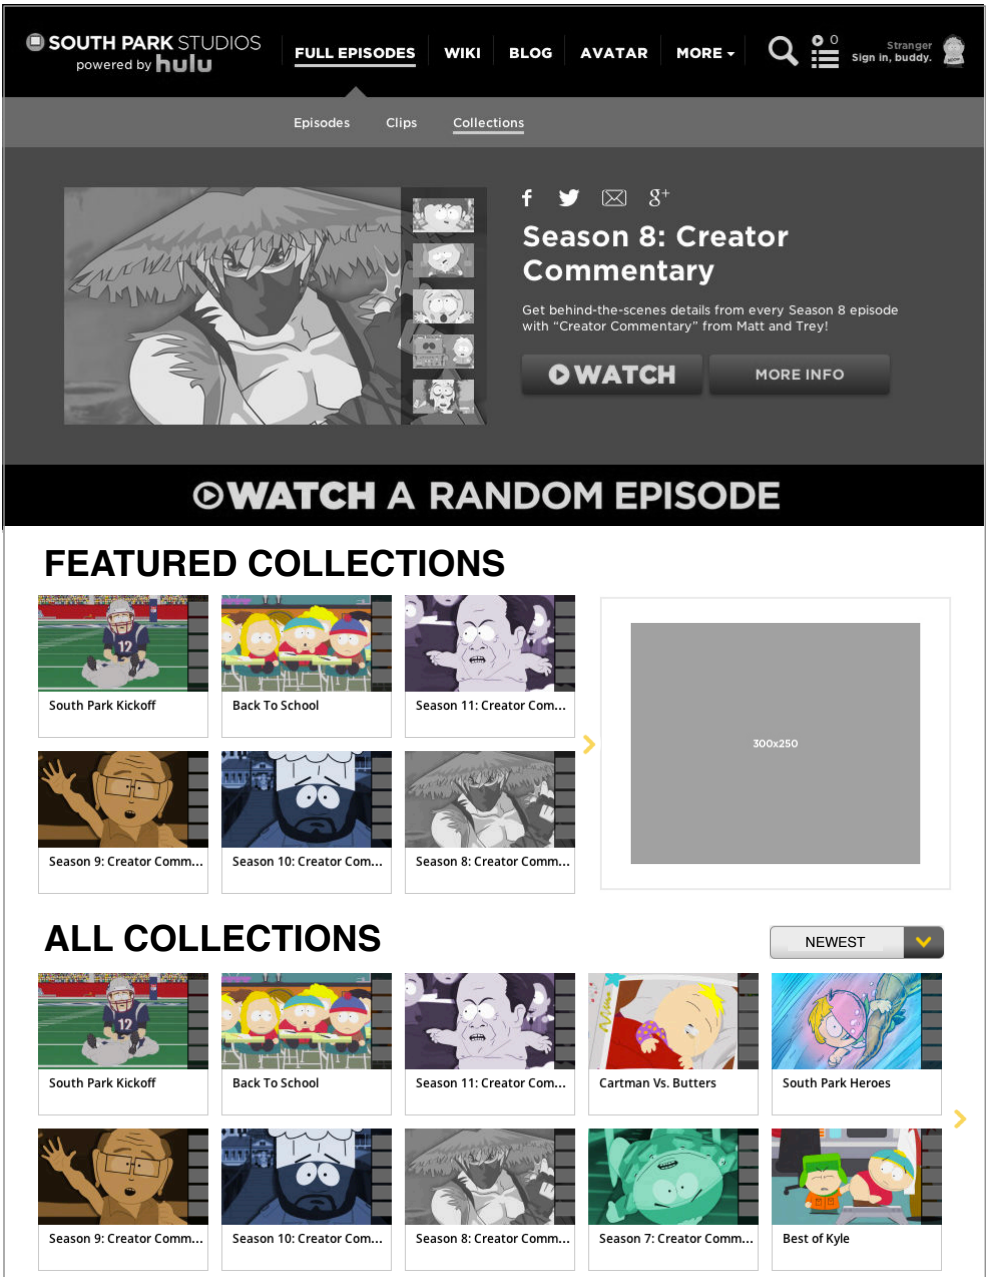 SOUTH PARK STUDIOS
powered by hulu
FULL EPISODES
WIKI
BLOG
AVATAR
MORE
0
Stranger
Sign in, buddy.
Episodes
Clips
Collections
Season 8: Creator
Commentary
Get behind-the-scenes details from every Season 8 episode
with “Creator Commentary” from Matt and Trey!
WATCH
MORE INFO
WATCH A RANDOM EPISODE
FEATURED COLLECTIONS
12
South Park Kickoff
Back To School
Season 11: Creator Com...
300x250
Season 9: Creator Comm...
Season 10: Creator Com...
Season 8: Creator Comm...
ALL COLLECTIONS
NEWEST
12
South Park Kickoff
Back To School
Season 11: Creator Com...
Cartman Vs. Butters
South Park Heroes
Season 9: Creator Comm...
Season 10: Creator Com...
Season 8: Creator Comm...
Season 7: Creator Comm...
Best of Kyle